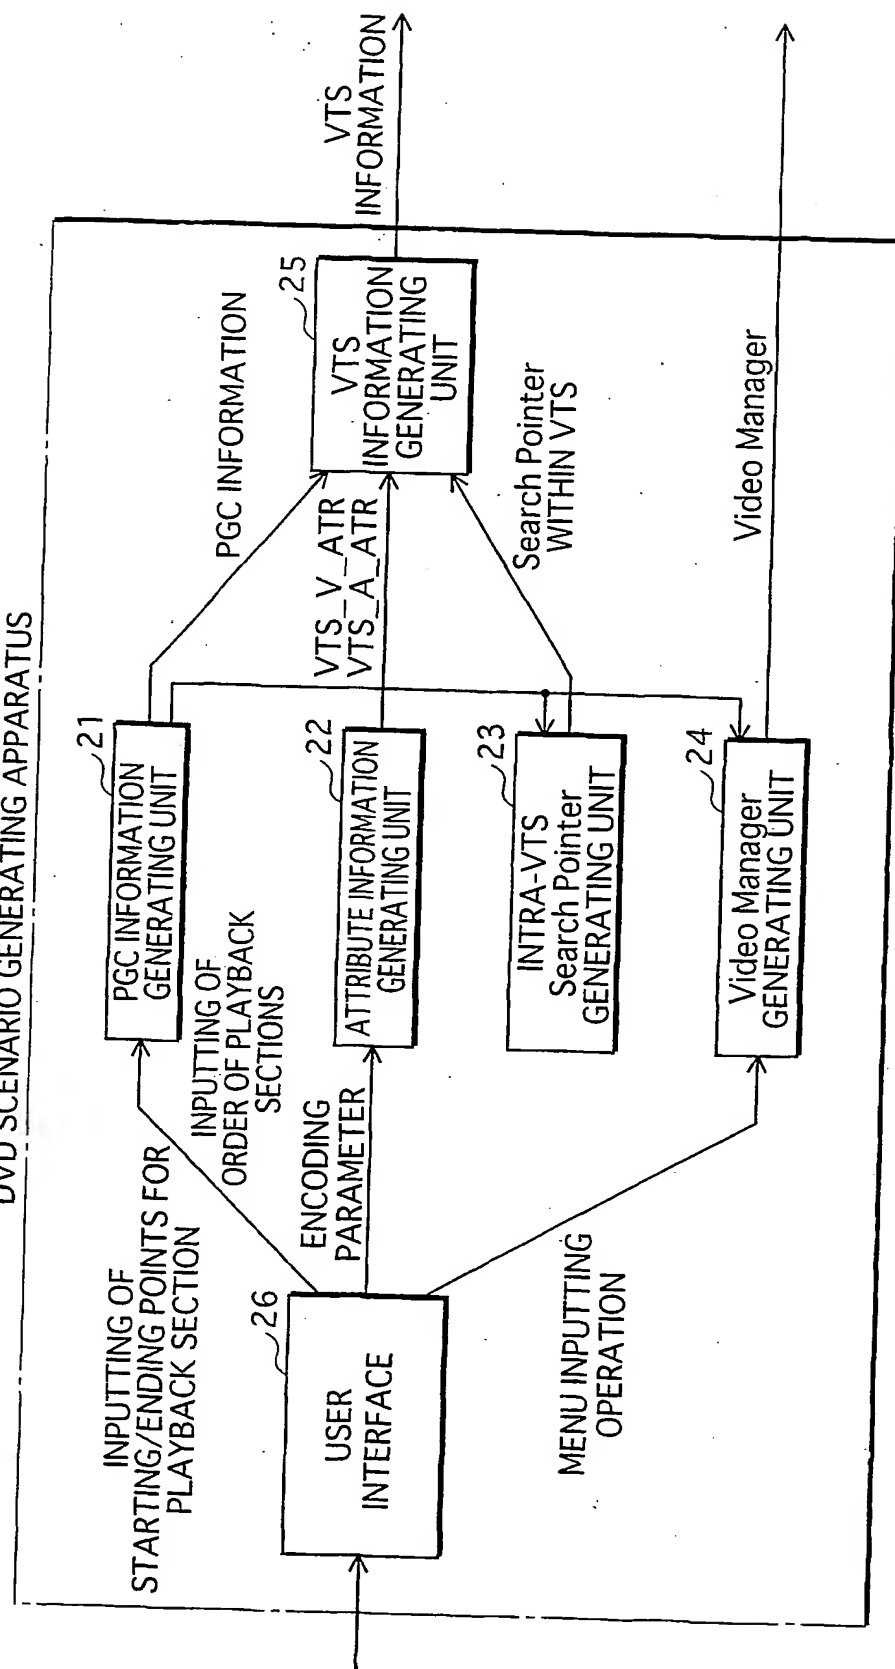 DVD SCENARIO GENERATING APPARATUS
INPUTTING OF
STARTING/ENDING POINTS FOR
PLAYBACK SECTION
26
USER
INTERFACE
INPUTTING OF
ORDER OF PLAYBACK
SECTIONS
ENCODING
PARAMETER
MENU INPUTTING
OPERATION
21
PGC INFORMATION
GENERATING UNIT
22
ATTRIBUTE INFORMATION
GENERATING UNIT
23
INTRA-VTS
Search Pointer
GENERATING UNIT
24
Video Manager
GENERATING UNIT
PGC INFORMATION
VTS_V_ATR
VTS_A_ATR
Search Pointer
WITHIN VTS
25
VTS
INFORMATION
GENERATING
UNIT
VTS
INFORMATION
Video Manager